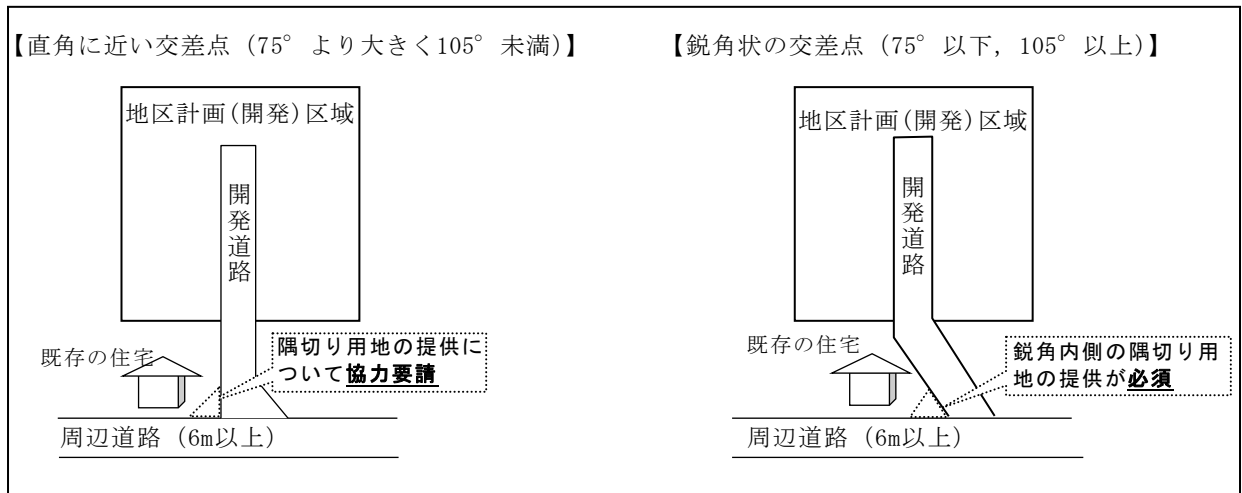 【直角に近い交差点（75°より大きく105°未満）】
地区計画(開発)区域
開発道路
既存の住宅
隅切り用地の提供に
ついて協力要請
周辺道路（6m以上）
【鋭角状の交差点（75°以下，105°以上）】
地区計画(開発)区域
開発道路
既存の住宅
鋭角内側の隅切り用
地の提供が必須
周辺道路（6m以上）